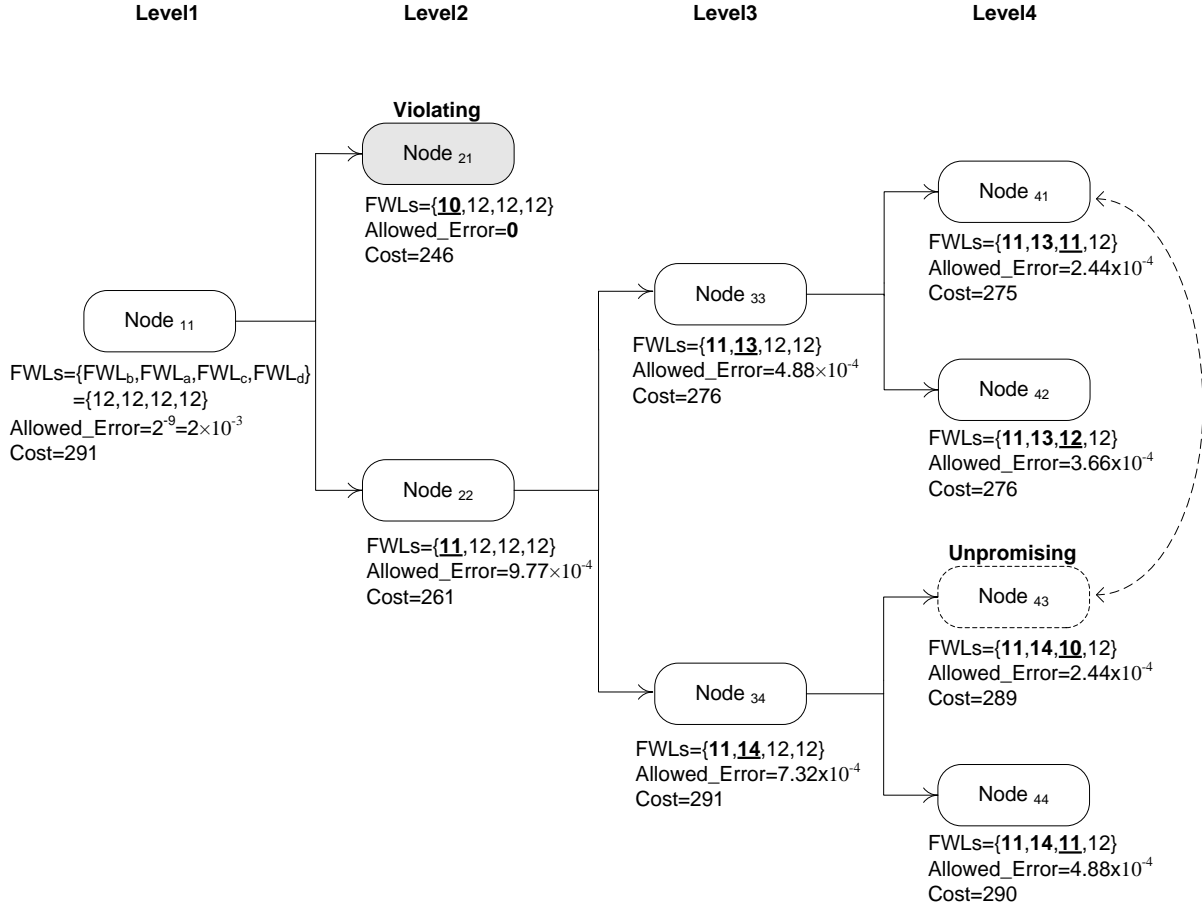 Level1
Level2
Level3
Level4
Violating
Node 21
FWLs={10,12,12,12}
Allowed_Error=0
Cost=246
Node 11
FWLs={FWLb,FWLa,FWLc,FWLd}
={12,12,12,12}
Allowed_Error=2⁻⁹=2×10⁻³
Cost=291
Node 22
FWLs={11,12,12,12}
Allowed_Error=9.77×10⁻⁴
Cost=261
Node 33
FWLs={11,13,12,12}
Allowed_Error=4.88×10⁻⁴
Cost=276
Node 34
FWLs={11,14,12,12}
Allowed_Error=7.32x10⁻⁴
Cost=291
Node 41
FWLs={11,13,11,12}
Allowed_Error=2.44x10⁻⁴
Cost=275
Node 42
FWLs={11,13,12,12}
Allowed_Error=3.66x10⁻⁴
Cost=276
Unpromising
Node 43
FWLs={11,14,10,12}
Allowed_Error=2.44x10⁻⁴
Cost=289
Node 44
FWLs={11,14,11,12}
Allowed_Error=4.88x10⁻⁴
Cost=290